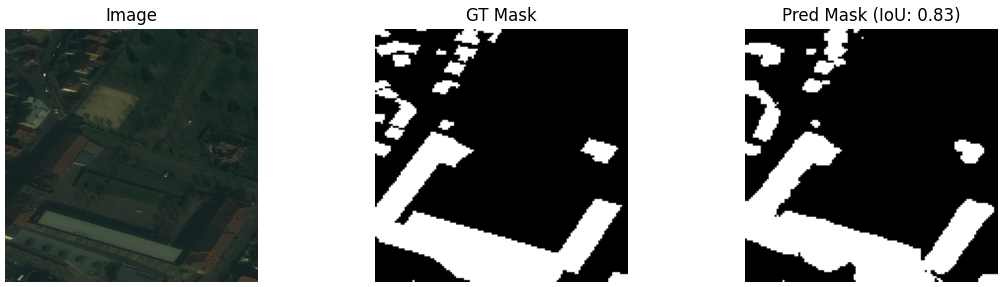 Image
GT Mask
Pred Mask (IoU: 0.83)